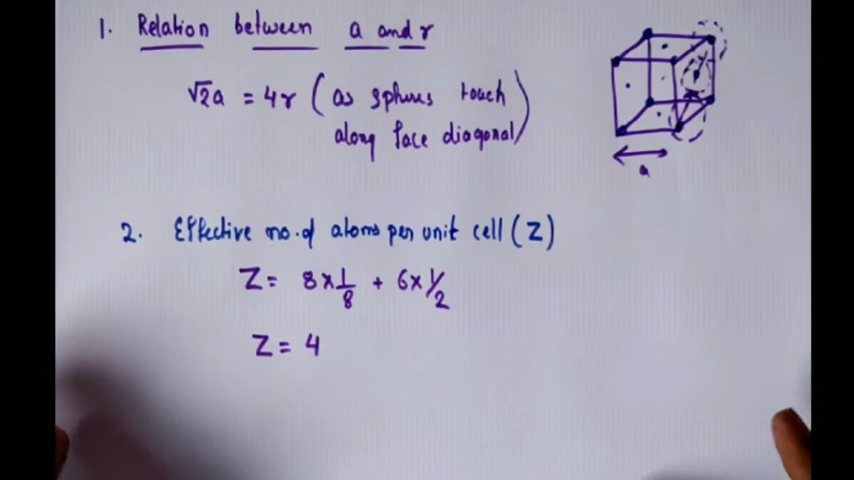 1. Relation between a and r
√2a = 4r (as spheres touch
along face diagonal)
a
2. Effective no. of atoms per unit cell (Z)
Z = 8 x 1/8 + 6 x 1/2
Z = 4